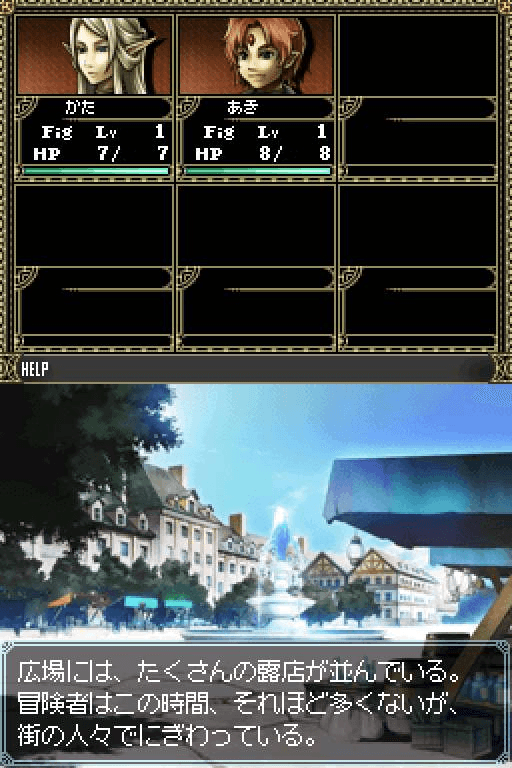 かた
あき
Fig Lv 1
Fig Lv 1
HP 7/ 7
HP 8/ 8
HELP
広場には、たくさんの露店が並んでいる。
冒険者はこの時間、それほど多くないが、
街の人々でにぎわっている。